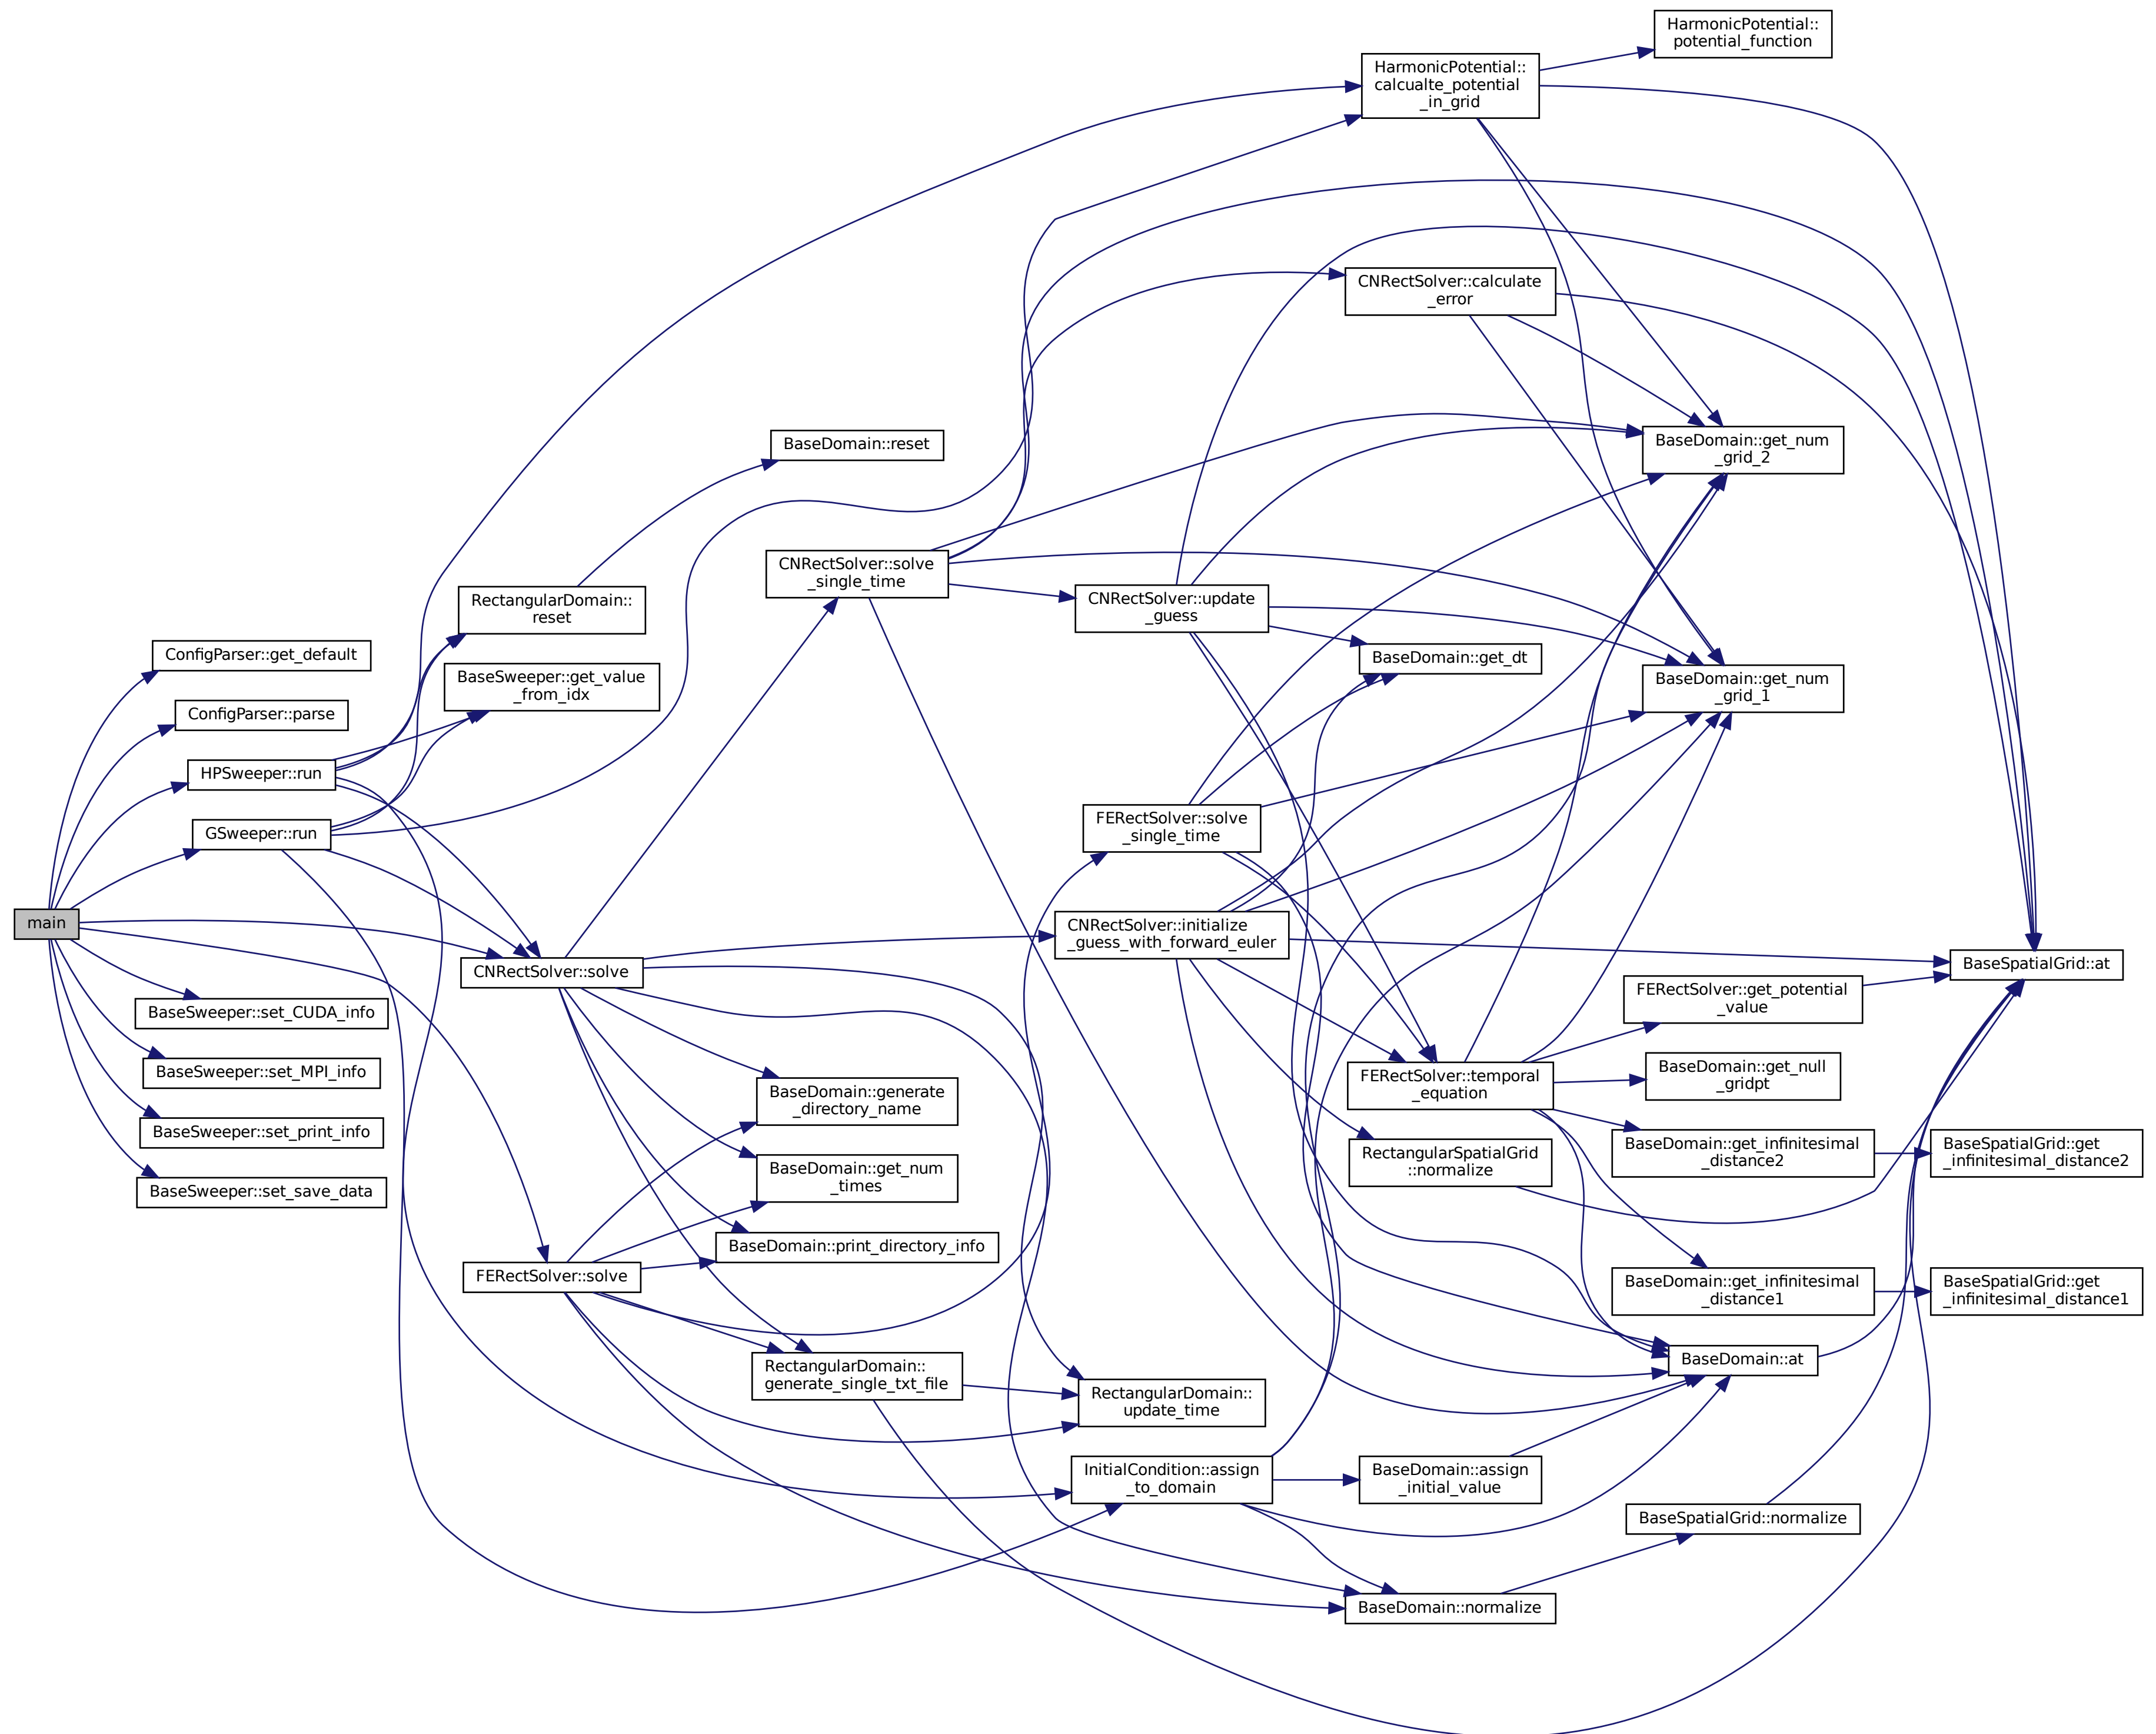 HarmonicPotential::
potential_function
HarmonicPotential::
calcualte_potential
_in_grid
CNRectSolver::calculate
_error
BaseDomain::reset
BaseDomain::get_num
_grid_2
CNRectSolver::solve
_single_time
RectangularDomain::
reset
CNRectSolver::update
_guess
ConfigParser::get_default
BaseDomain::get_dt
BaseSweeper::get_value
_from_idx
BaseDomain::get_num
_grid_1
ConfigParser::parse
HPSweeper::run
GSweeper::run
FERectSolver::solve
_single_time
main
CNRectSolver::initialize
_guess_with_forward_euler
BaseSpatialGrid::at
CNRectSolver::solve
FERectSolver::get_potential
_value
BaseSweeper::set_CUDA_info
BaseSweeper::set_MPI_info
FERectSolver::temporal
_equation
BaseDomain::get_null
_gridpt
BaseDomain::generate
_directory_name
BaseSweeper::set_print_info
BaseDomain::get_infinitesimal
_distance2
BaseSpatialGrid::get
_infinitesimal_distance2
RectangularSpatialGrid
::normalize
BaseDomain::get_num
_times
BaseSweeper::set_save_data
BaseDomain::print_directory_info
FERectSolver::solve
BaseDomain::get_infinitesimal
_distance1
BaseSpatialGrid::get
_infinitesimal_distance1
BaseDomain::at
RectangularDomain::
generate_single_txt_file
RectangularDomain::
update_time
InitialCondition::assign
_to_domain
BaseDomain::assign
_initial_value
BaseSpatialGrid::normalize
BaseDomain::normalize